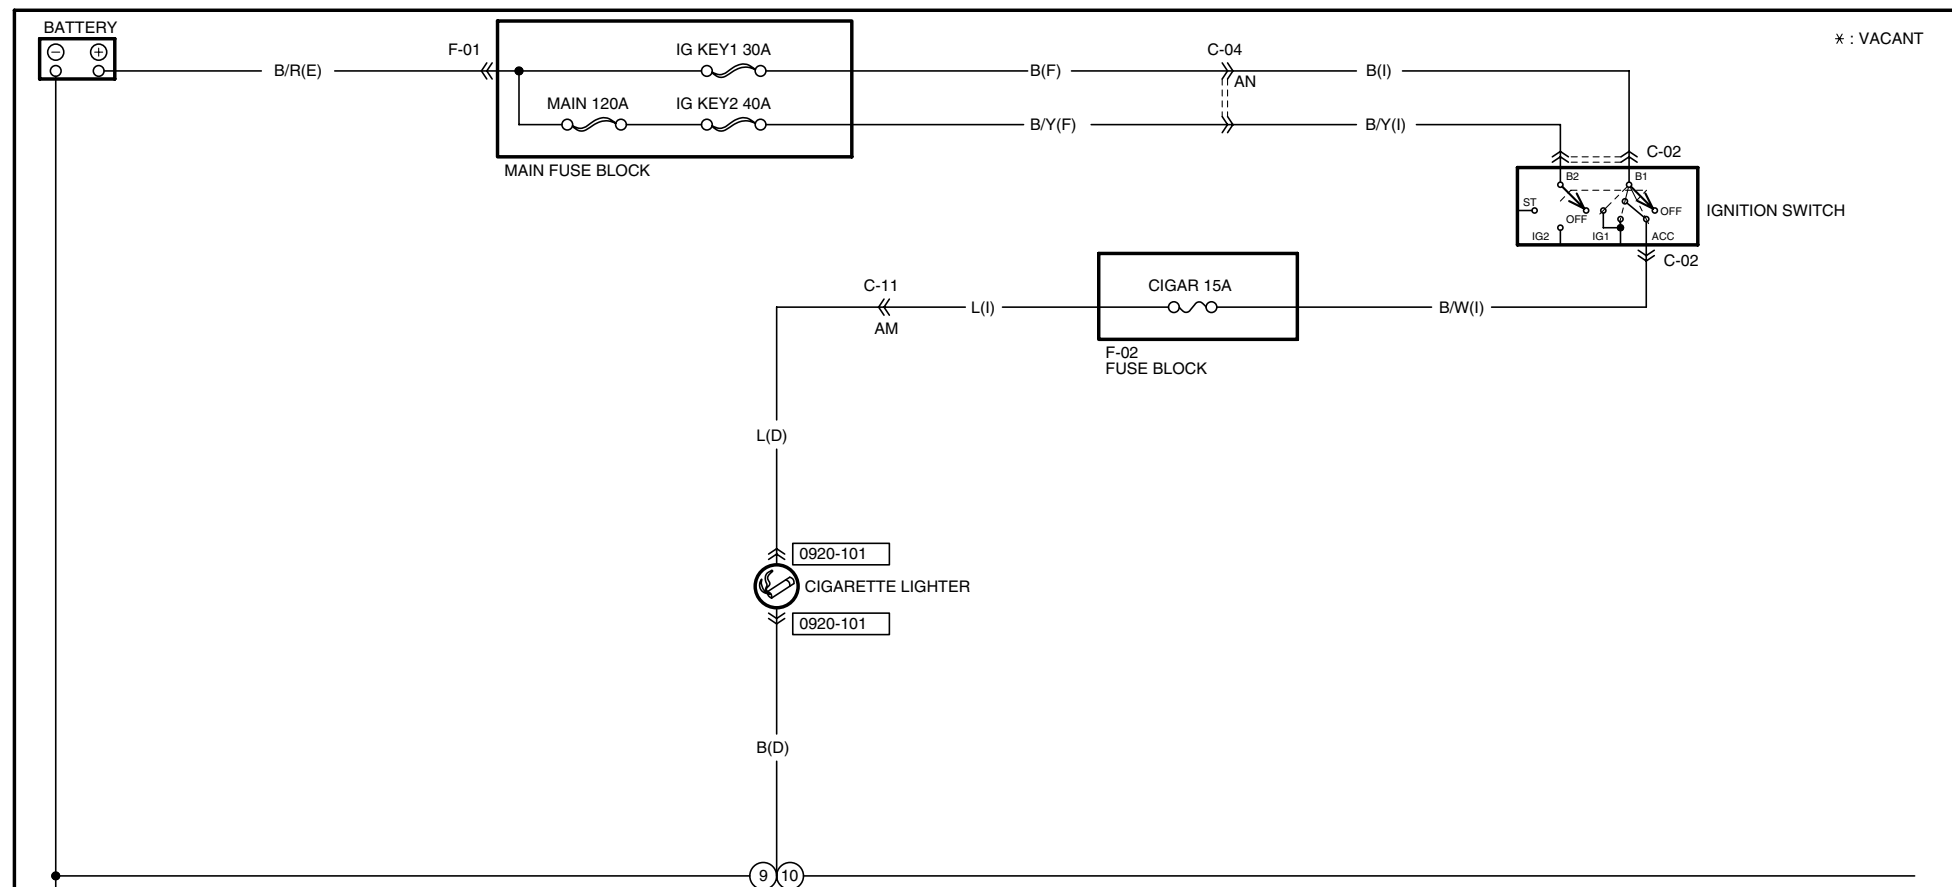 BATTERY
F-01
IG KEY1 30A
C-04
* : VACANT
B/R(E)
B(F)
B(I)
AN
MAIN 120A
IG KEY2 40A
B/Y(F)
B/Y(I)
MAIN FUSE BLOCK
C-02
B2
B1
ST
OFF
OFF
IGNITION SWITCH
IG2
IG1
ACC
C-02
C-11
CIGAR 15A
L(I)
B/W(I)
AM
F-02
FUSE BLOCK
L(D)
0920-101
CIGARETTE LIGHTER
0920-101
B(D)
9
10